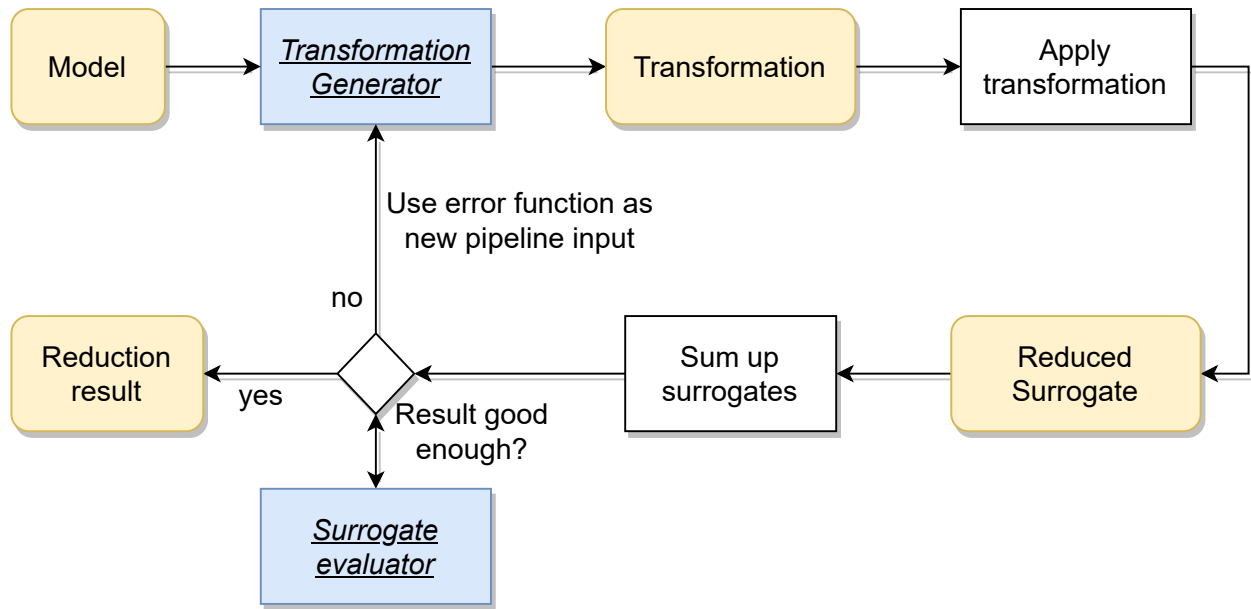 Model
Transformation
Generator
Transformation
Apply
transformation
Use error function as
new pipeline input
no
Reduction
result
yes
Result good
enough?
Sum up
surrogates
Reduced
Surrogate
Surrogate
evaluator